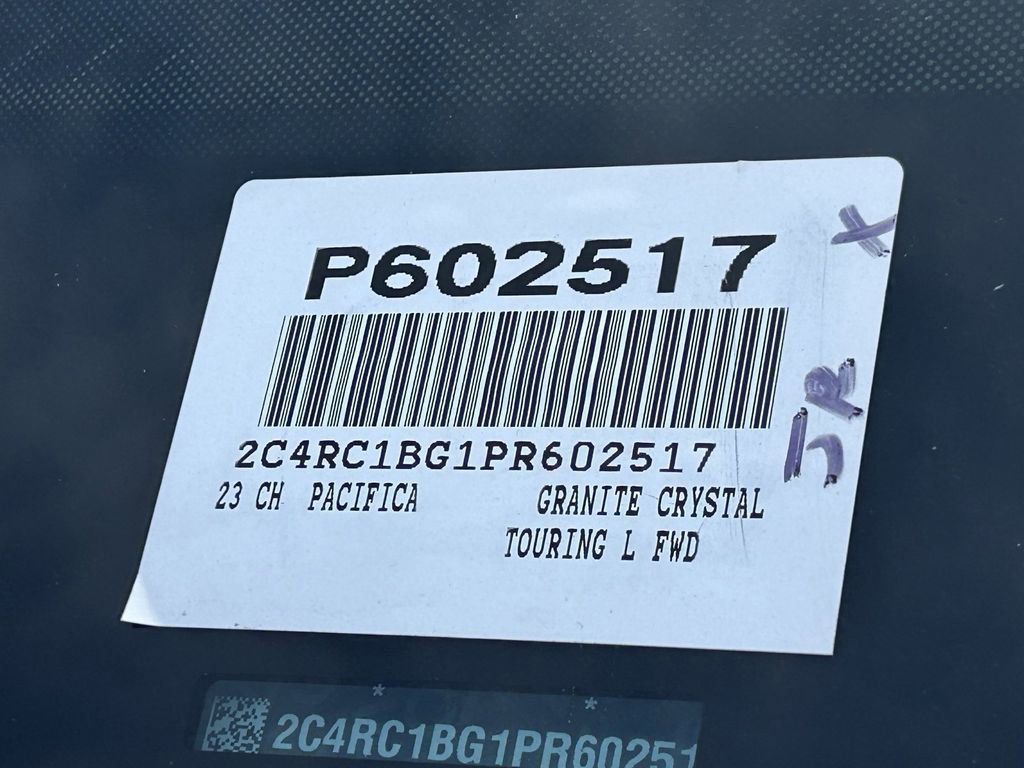 P602517
2C4RC1BG1PR602517
23 CH PACIFICA GRANITE CRYSTAL
TOURING L FWD
* *
2C4RC1BG1PR60251